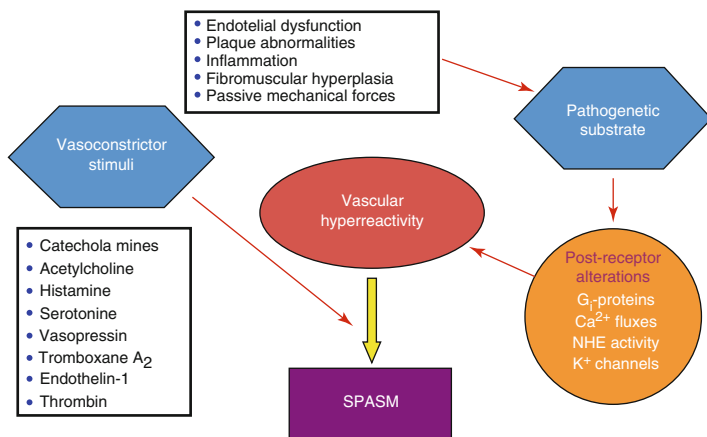 • Endotelial dysfunction
• Plaque abnormalities
• Inflammation
• Fibromuscular hyperplasia
• Passive mechanical forces
Pathogenetic
substrate
Vasoconstrictor
stimuli
Vascular
hyperreactivity
• Catechola mines
• Acetylcholine
• Histamine
• Serotonine
• Vasopressin
• Tromboxane A₂
• Endothelin-1
• Thrombin
Post-receptor
alterations
Gᵢ-proteins
Ca²⁺ fluxes
NHE activity
K⁺ channels
SPASM